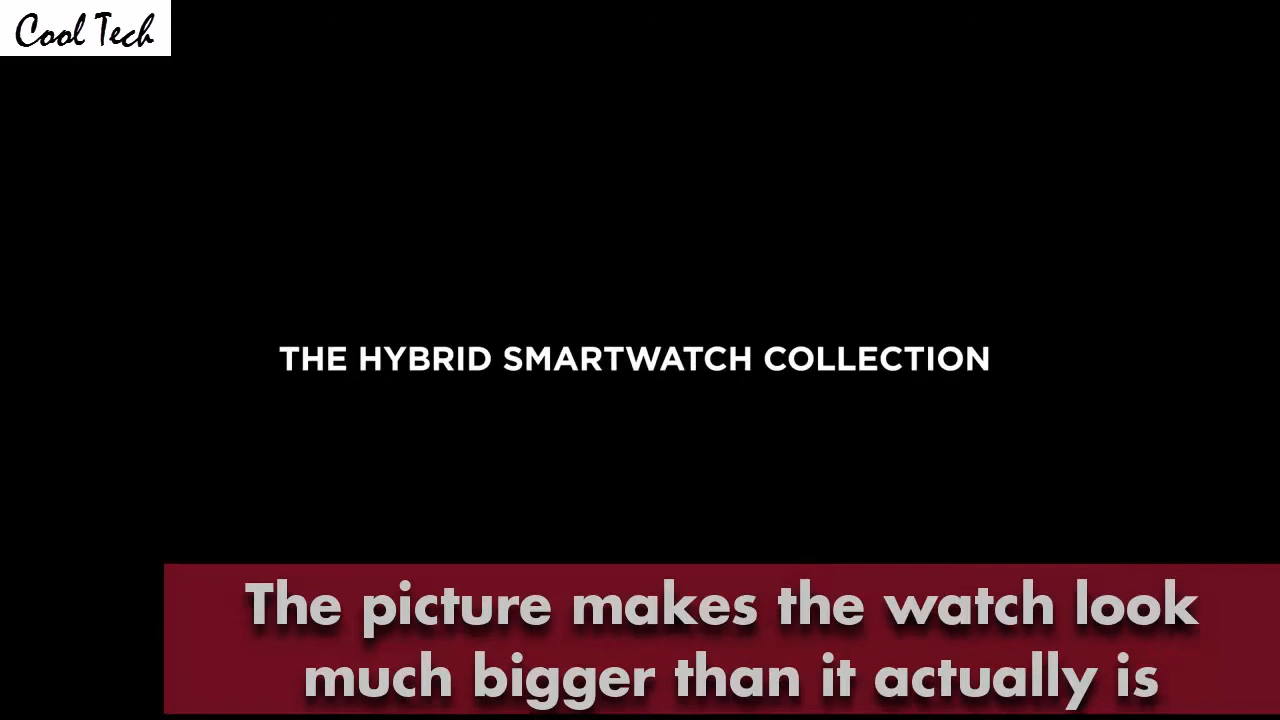 Cool Tech
THE HYBRID SMARTWATCH COLLECTION
The picture makes the watch look
much bigger than it actually is